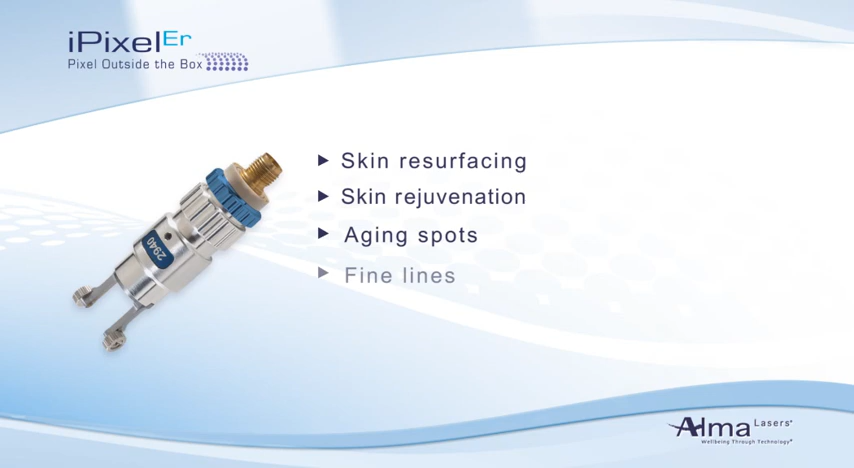 iPixelEr
Pixel Outside the Box
Skin resurfacing
Skin rejuvenation
Aging spots
Fine lines
2940
Alma Lasers®
Wellbeing Through Technology®